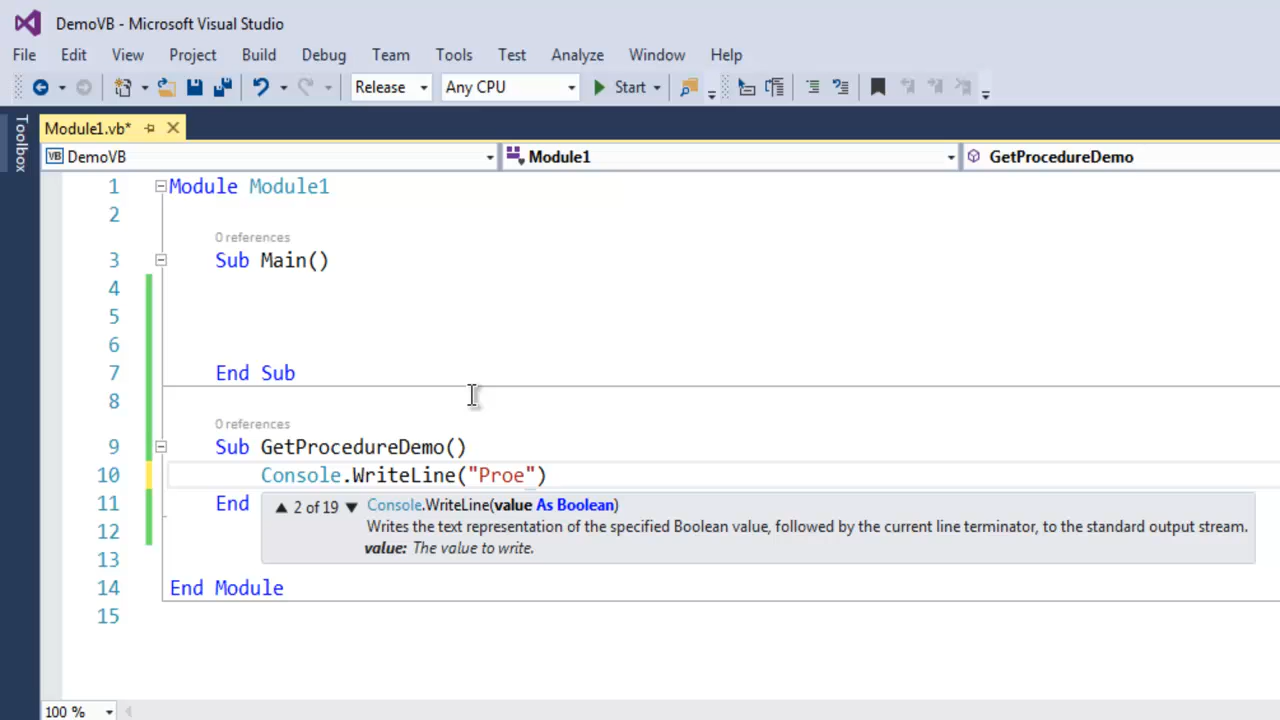 DemoVB - Microsoft Visual Studio
File Edit View Project Build Debug Team Tools Test Analyze Window Help
Release Any CPU Start
Module1.vb*
Toolbox
VB DemoVB Module1 GetProcedureDemo
1 Module Module1
2
0 references
3 Sub Main()
4
5
6
7 End Sub
8
0 references
9 Sub GetProcedureDemo()
10 Console.WriteLine("Proe")
11 End
▲ 2 of 19 ▼ Console.WriteLine(value As Boolean)
Writes the text representation of the specified Boolean value, followed by the current line terminator, to the standard output stream.
value: The value to write.
12
13
14 End Module
15
100 %